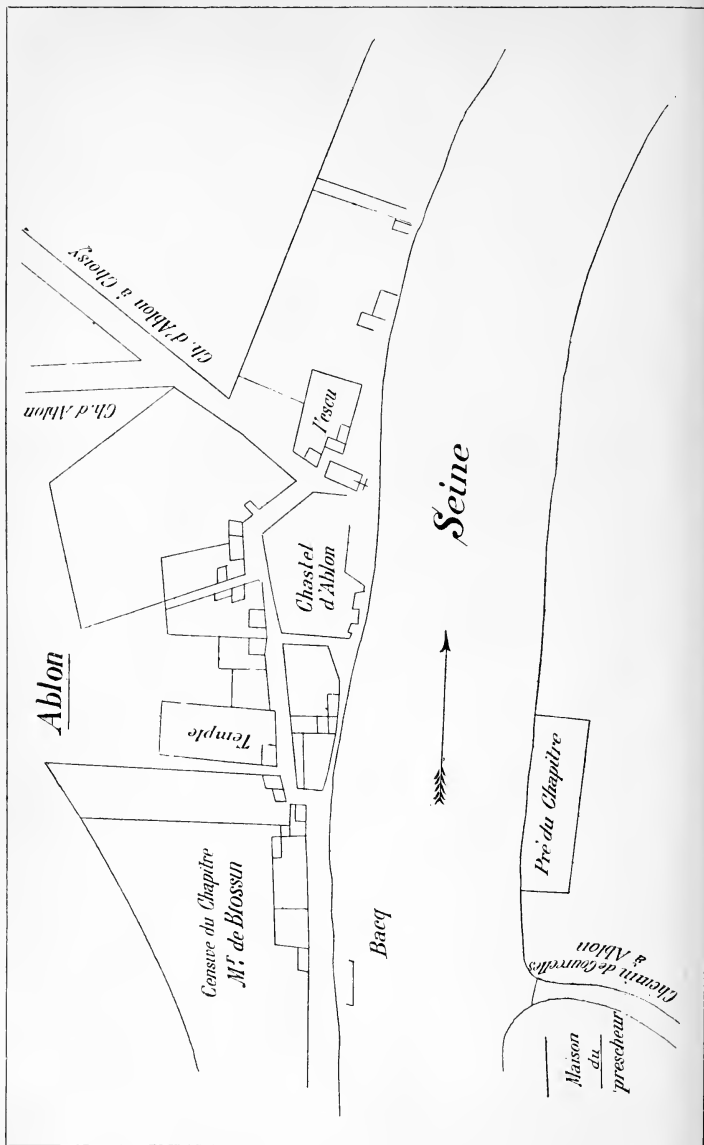 Ablon
Ch. d'Ablon
Ch. d'Ablon à Choisy
l'escu
Chastel
d'Ablon
Temple
Censive du Chapitre
Mr. de Blossin
Bacq
Seine
Pré du Chapitre
Chemin de Courcelles
à Ablon
Maison
du
prescheur